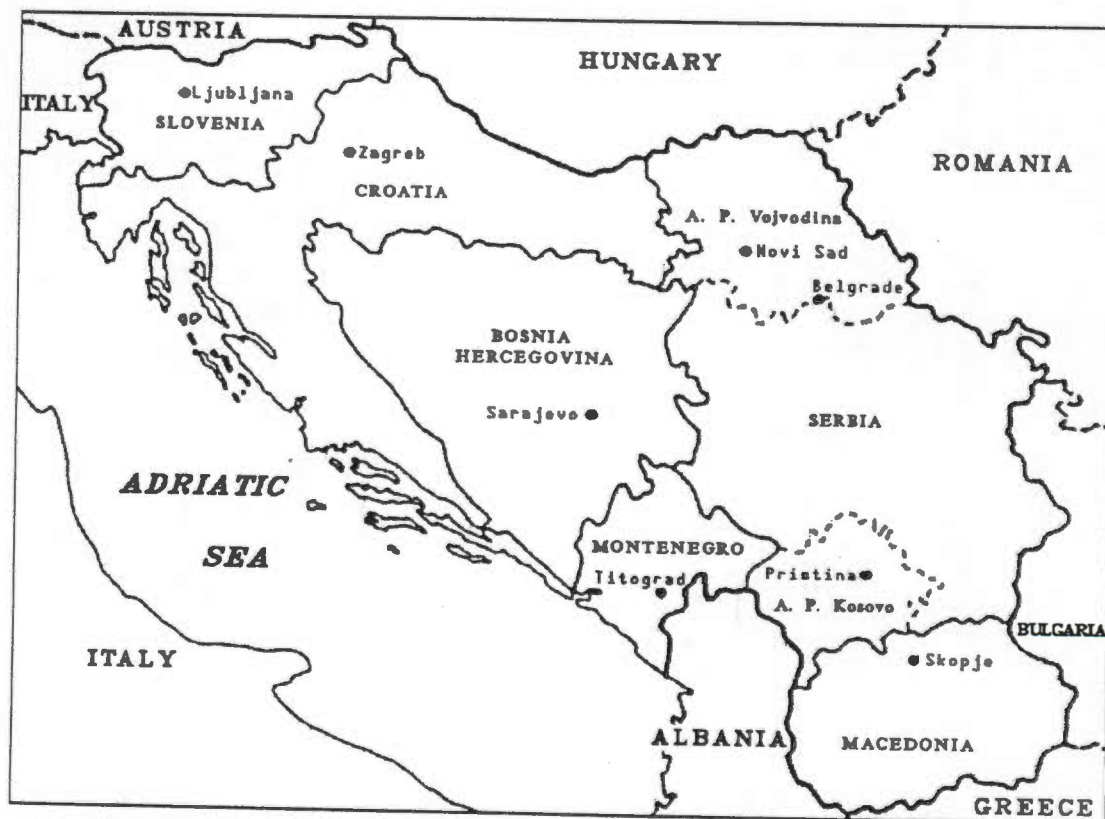 AUSTRIA
HUNGARY
ITALY
Ljubljana
SLOVENIA
Zagreb
CROATIA
ROMANIA
A. P. Vojvodina
Novi Sad
Belgrade
BOSNIA
HERCEGOVINA
Sarajevo
SERBIA
ADRIATIC
SEA
MONTENEGRO
Titograd
Pristina
A. P. Kosovo
BULGARIA
ITALY
Skopje
ALBANIA
MACEDONIA
GREECE